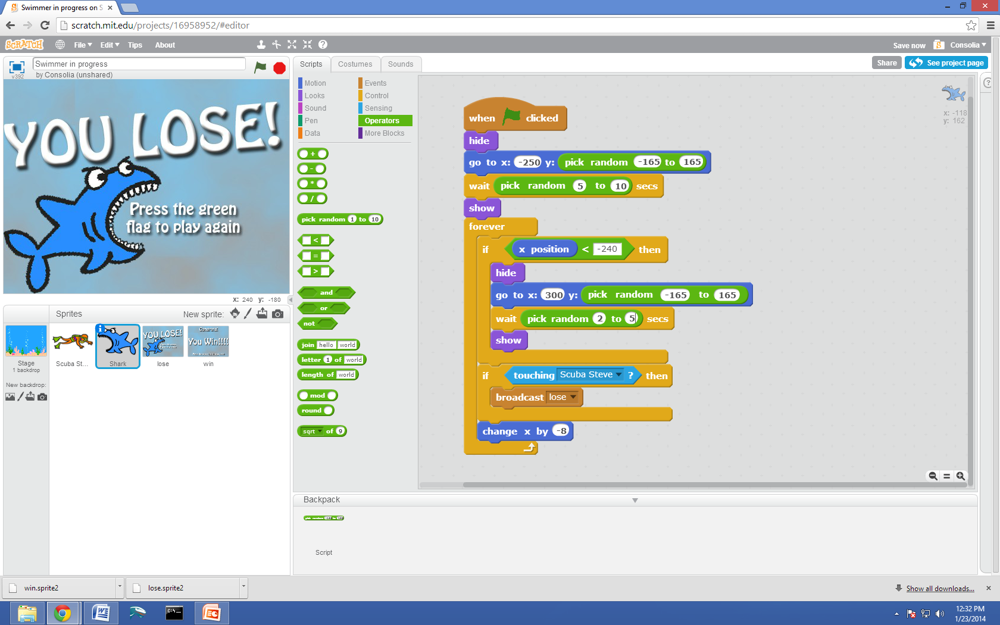 Swimmer in progress on S
scratch.mit.edu/projects/16958952/#editor
SCRATCH
File Edit Tips About
Save now
Consolia
v392
Swimmer in progress
by Consolia (unshared)
Scripts Costumes Sounds
Share
See project page
YOU LOSE!
Press the green
flag to play again
x: 240 y: -180
Motion Events
Looks Control
Sound Sensing
Pen Operators
Data More Blocks
+
-
*
/
pick random 1 to 10
<
=
>
and
or
not
join hello world
letter 1 of world
length of world
mod
round
sqrt of 9
when clicked
hide
go to x: -250 y: pick random -165 to 165
wait pick random 5 to 10 secs
show
forever
if x position < -240 then
hide
go to x: 300 y: pick random -165 to 165
wait pick random 2 to 5 secs
show
if touching Scuba Steve ? then
broadcast lose
change x by -8
x: -118
y: 162
Sprites New sprite:
Stage
1 backdrop
New backdrop:
Scuba St...
Shark
YOU LOSE!
lose
Congrats!
You Win!!!!
win
Backpack
pick random -165 to 165
Script
win.sprite2
lose.sprite2
Show all downloads...
12:32 PM
1/23/2014